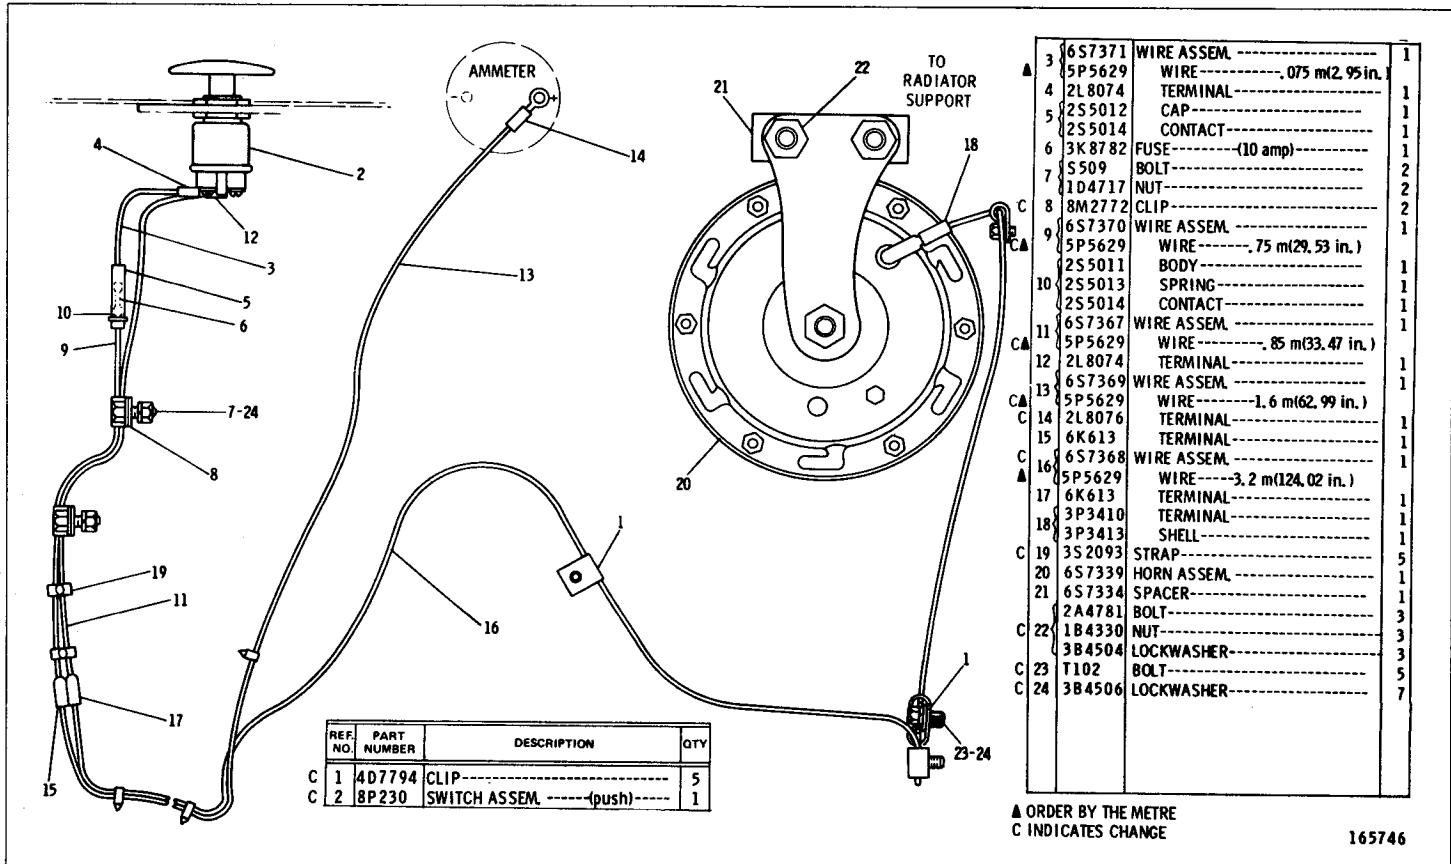 AMMETER
- +
TO
RADIATOR
SUPPORT
21
22
18
14
4
2
12
3
13
5
10
6
9
7-24
8
20
1
19
11
16
1
17
15
23-24
REF. NO. PART NUMBER DESCRIPTION QTY
C 1 4D7794 CLIP 5
C 2 8P230 SWITCH ASSEM. (push) 1
3 6S7371 WIRE ASSEM. 1
▲ 5P5629 WIRE .075 m(2.95 in.)
4 2L8074 TERMINAL 1
5 2S5012 CAP 1
2S5014 CONTACT 1
6 3K8782 FUSE (10 amp) 1
7 S509 BOLT 2
1D4717 NUT 2
C 8 8M2772 CLIP 2
9 6S7370 WIRE ASSEM. 1
C▲ 5P5629 WIRE .75 m(29.53 in.)
10 2S5011 BODY 1
2S5013 SPRING 1
2S5014 CONTACT 1
11 6S7367 WIRE ASSEM. 1
C▲ 5P5629 WIRE .85 m(33.47 in.)
12 2L8074 TERMINAL 1
13 6S7369 WIRE ASSEM. 1
C▲ 5P5629 WIRE 1.6 m(62.99 in.)
C 14 2L8076 TERMINAL 1
15 6K613 TERMINAL 1
C 16 6S7368 WIRE ASSEM. 1
▲ 5P5629 WIRE 3.2 m(124.02 in.)
17 6K613 TERMINAL 1
18 3P3410 TERMINAL 1
3P3413 SHELL 1
C 19 3S2093 STRAP 5
20 6S7339 HORN ASSEM. 1
21 6S7334 SPACER 1
2A4781 BOLT 3
C 22 1B4330 NUT 3
3B4504 LOCKWASHER 3
C 23 T102 BOLT 5
C 24 3B4506 LOCKWASHER 7
▲ ORDER BY THE METRE
C INDICATES CHANGE
165746